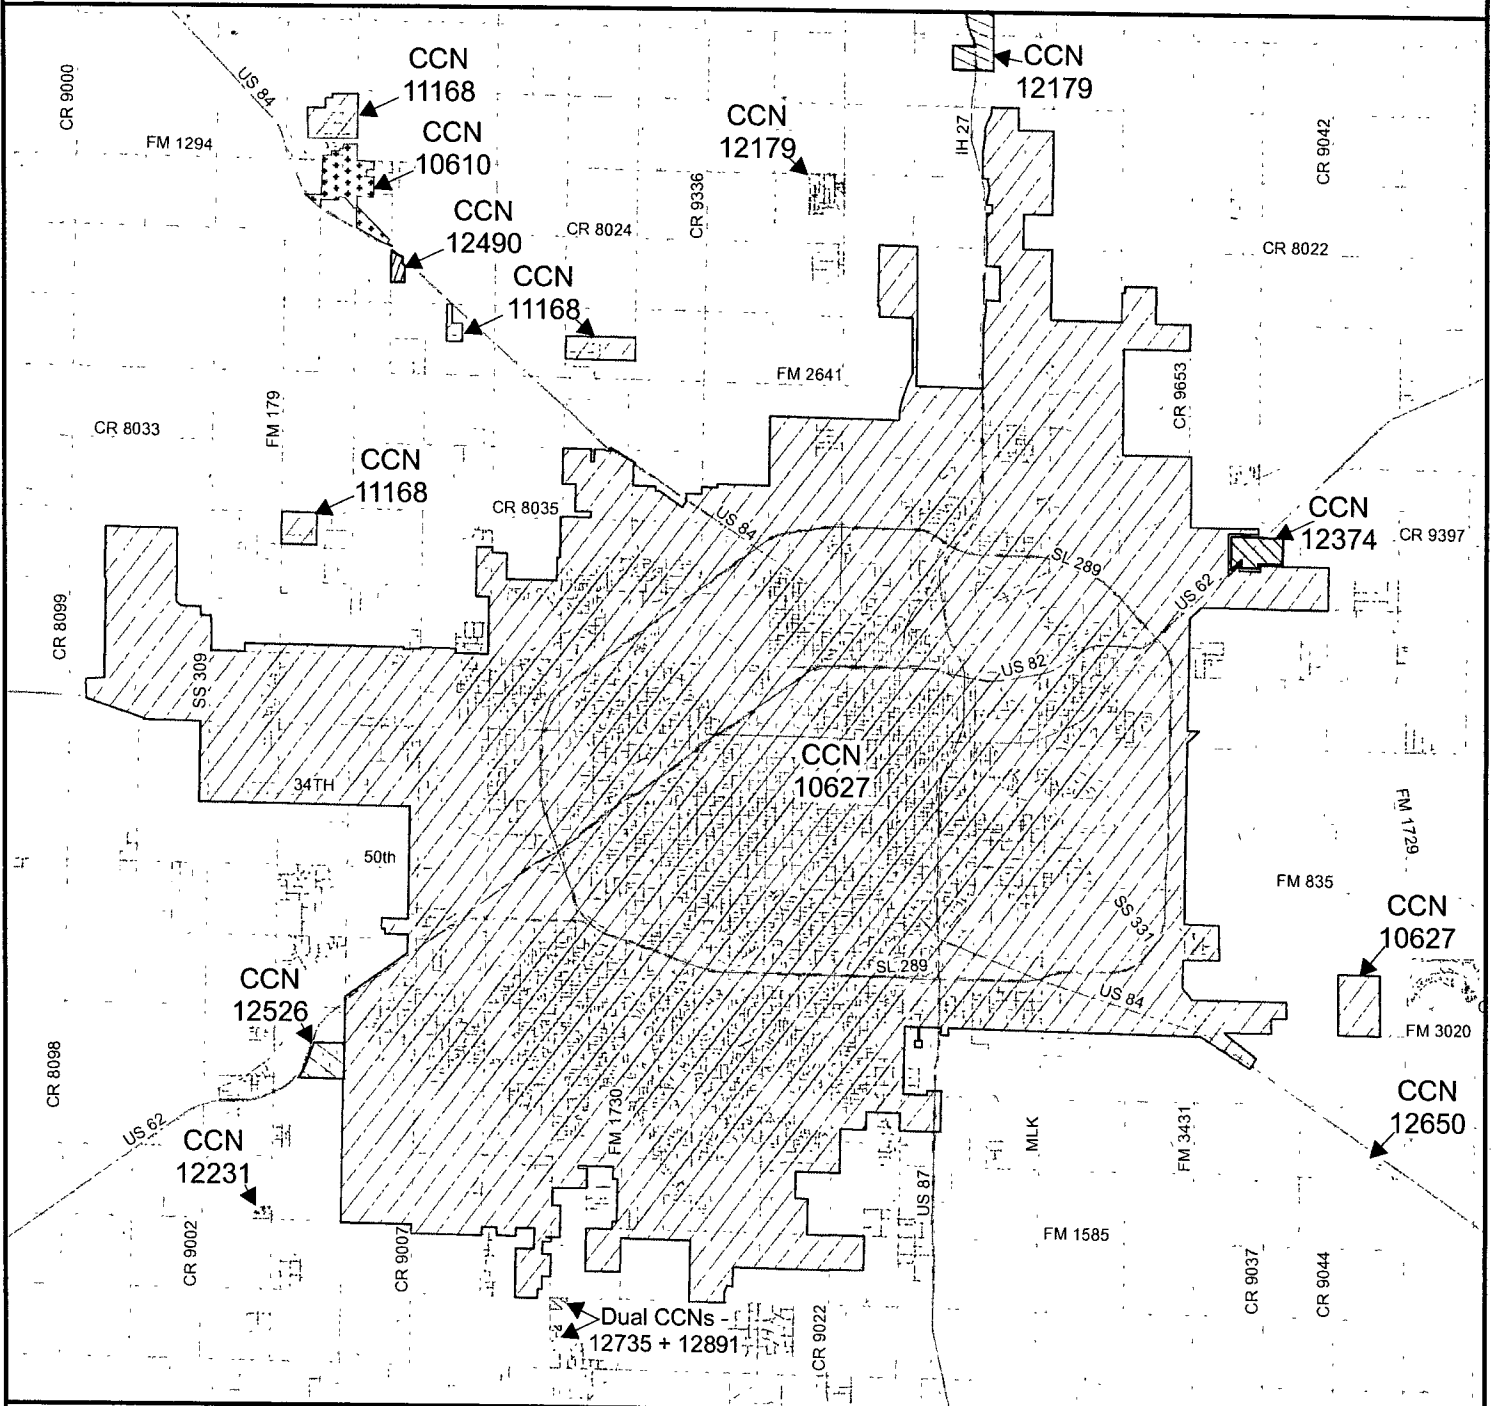 CCN
11168
CCN
12179
US 84
CR 9000
FM 1294
CCN
10610
CCN
12179
IH 27
CR 9042
CCN
12490
CR 8024
CR 9336
CR 8022
CCN
11168
FM 2641
CR 9653
CR 8033
FM 179
CCN
11168
CR 8035
US 84
CCN
12374
CR 9397
SL 289
US 62
CR 8099
SS 309
US 82
CCN
10627
34TH
50th
FM 1729
FM 835
SS 331
CCN
10627
SL 289
US 84
FM 3020
CCN
12526
CR 8098
CCN
12650
US 62
FM 1730
MLK
FM 3431
CCN
12231
US 87
CR 9002
CR 9007
FM 1585
CR 9037
CR 9044
Dual CCNs -
12735 + 12891
CR 9022